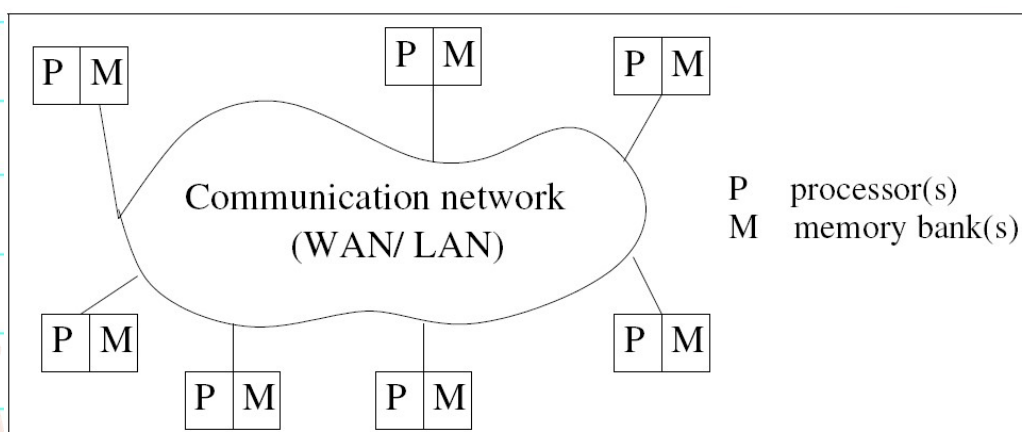 P M
P M
P M
Communication network
(WAN/ LAN)
P processor(s)
M memory bank(s)
P M
P M
P M
P M